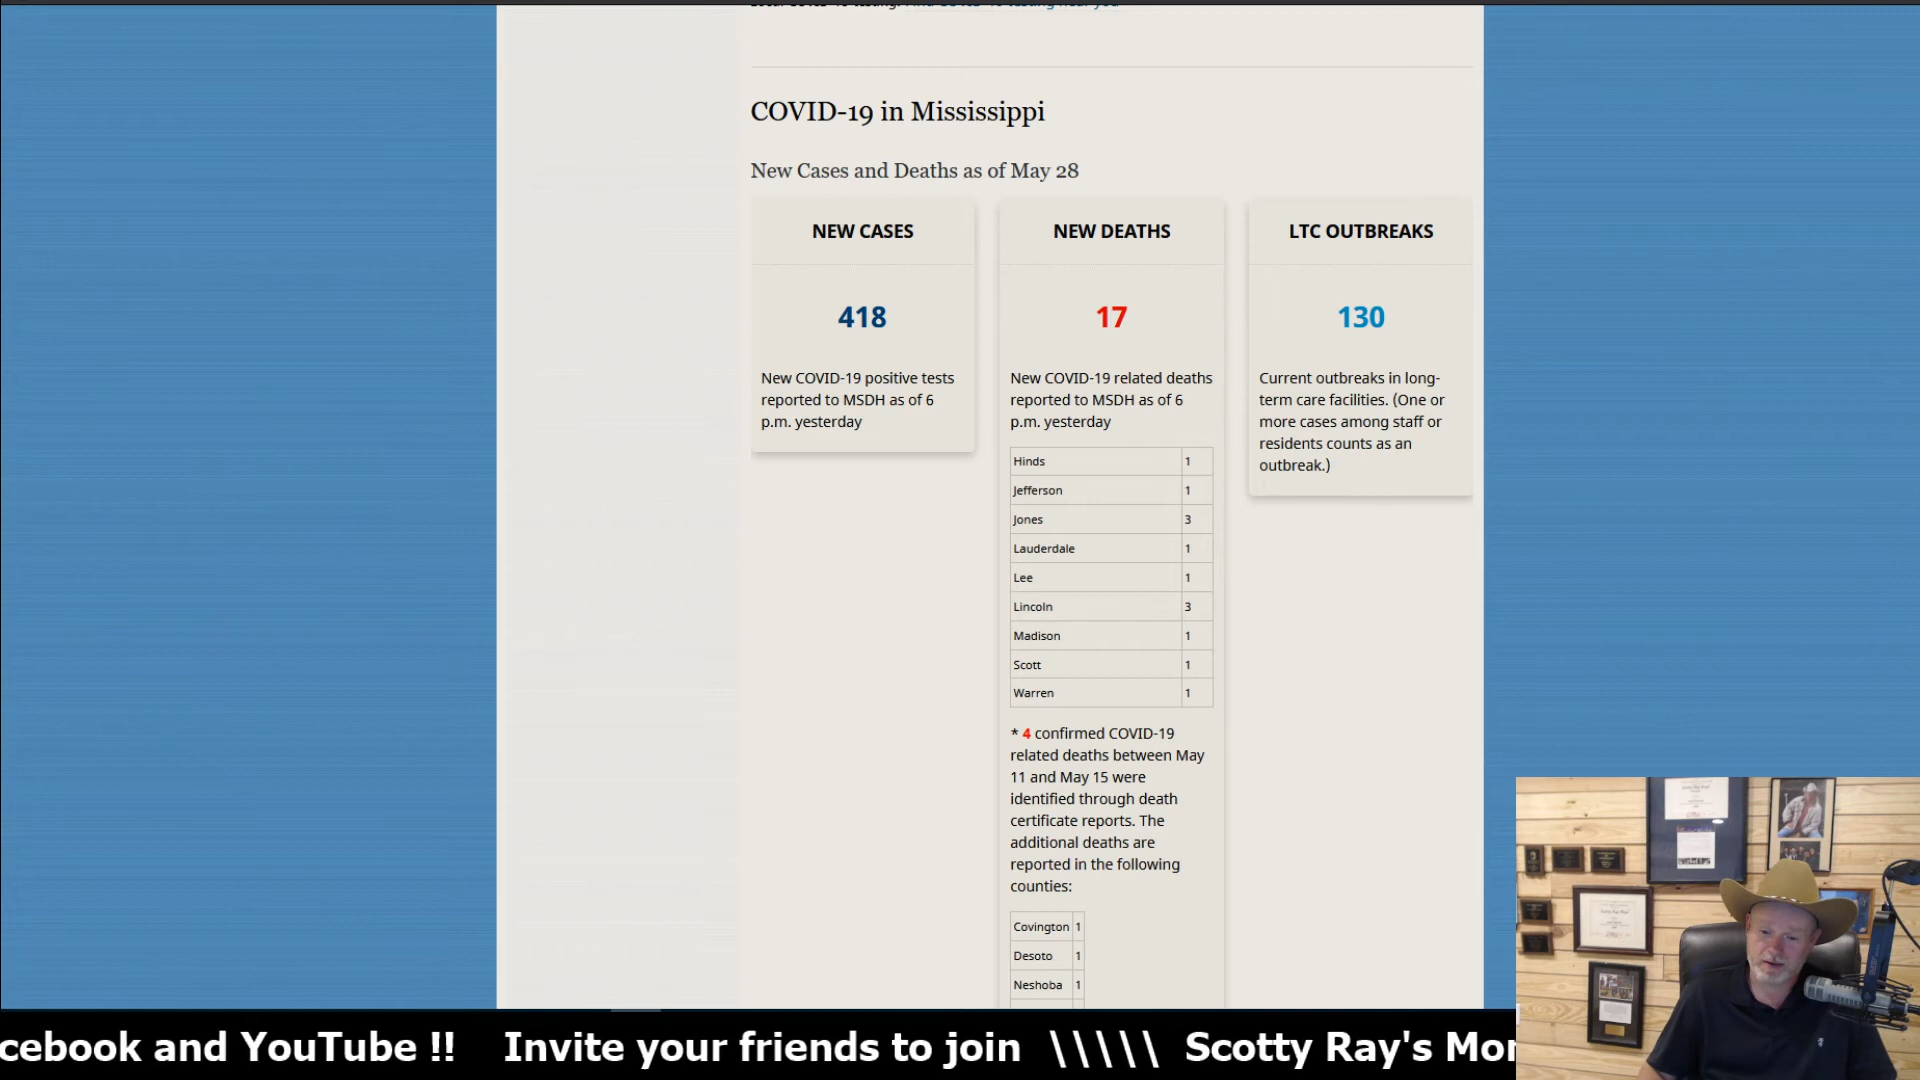 COVID-19 in Mississippi
New Cases and Deaths as of May 28
NEW CASES
418
New COVID-19 positive tests
reported to MSDH as of 6
p.m. yesterday
NEW DEATHS
17
New COVID-19 related deaths
reported to MSDH as of 6
p.m. yesterday
Hinds 1
Jefferson 1
Jones 3
Lauderdale 1
Lee 1
Lincoln 3
Madison 1
Scott 1
Warren 1
* 4 confirmed COVID-19
related deaths between May
11 and May 15 were
identified through death
certificate reports. The
additional deaths are
reported in the following
counties:
Covington 1
Desoto 1
Neshoba 1
LTC OUTBREAKS
130
Current outbreaks in long-
term care facilities. (One or
more cases among staff or
residents counts as an
outbreak.)
cebook and YouTube !! Invite your friends to join \\\\\ Scotty Ray's Mor